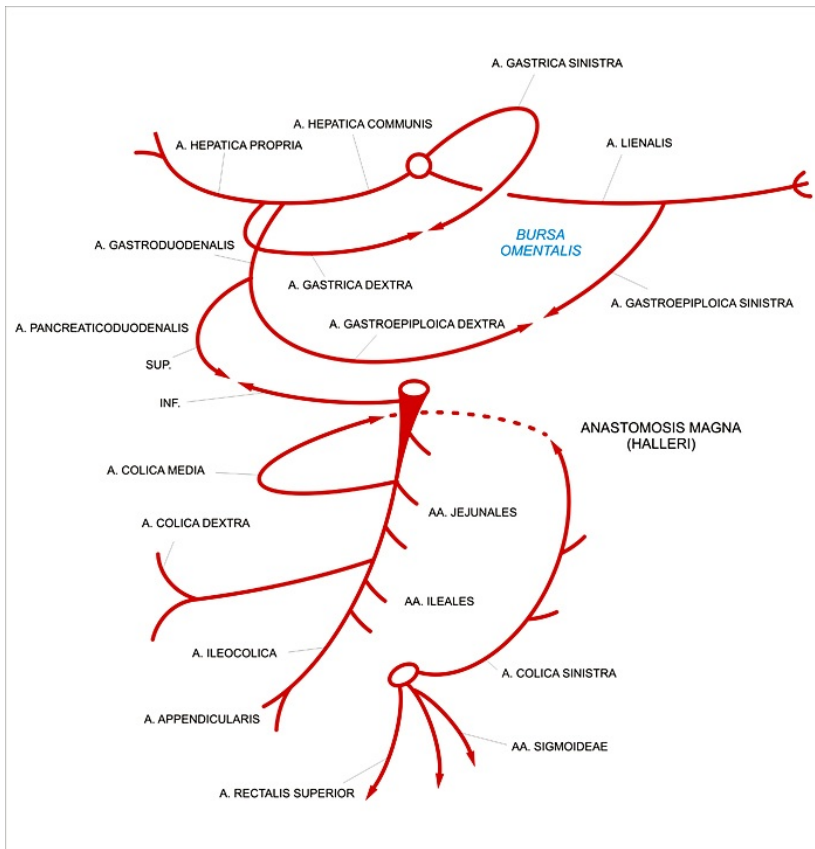 A. GASTRICA SINISTRA
A. HEPATICA COMMUNIS
A. HEPATICA PROPRIA
A. LIENALIS
BURSA
OMENTALIS
A. GASTRODUODENALIS
A. GASTRICA DEXTRA
A. GASTROEPIPLOICA SINISTRA
A. PANCREATICODUODENALIS
A. GASTROEPIPLOICA DEXTRA
SUP.
INF.
ANASTOMOSIS MAGNA
(HALLERI)
A. COLICA MEDIA
AA. JEJUNALES
A. COLICA DEXTRA
AA. ILEALES
A. ILEOCOLICA
A. COLICA SINISTRA
A. APPENDICULARIS
AA. SIGMOIDEAE
A. RECTALIS SUPERIOR